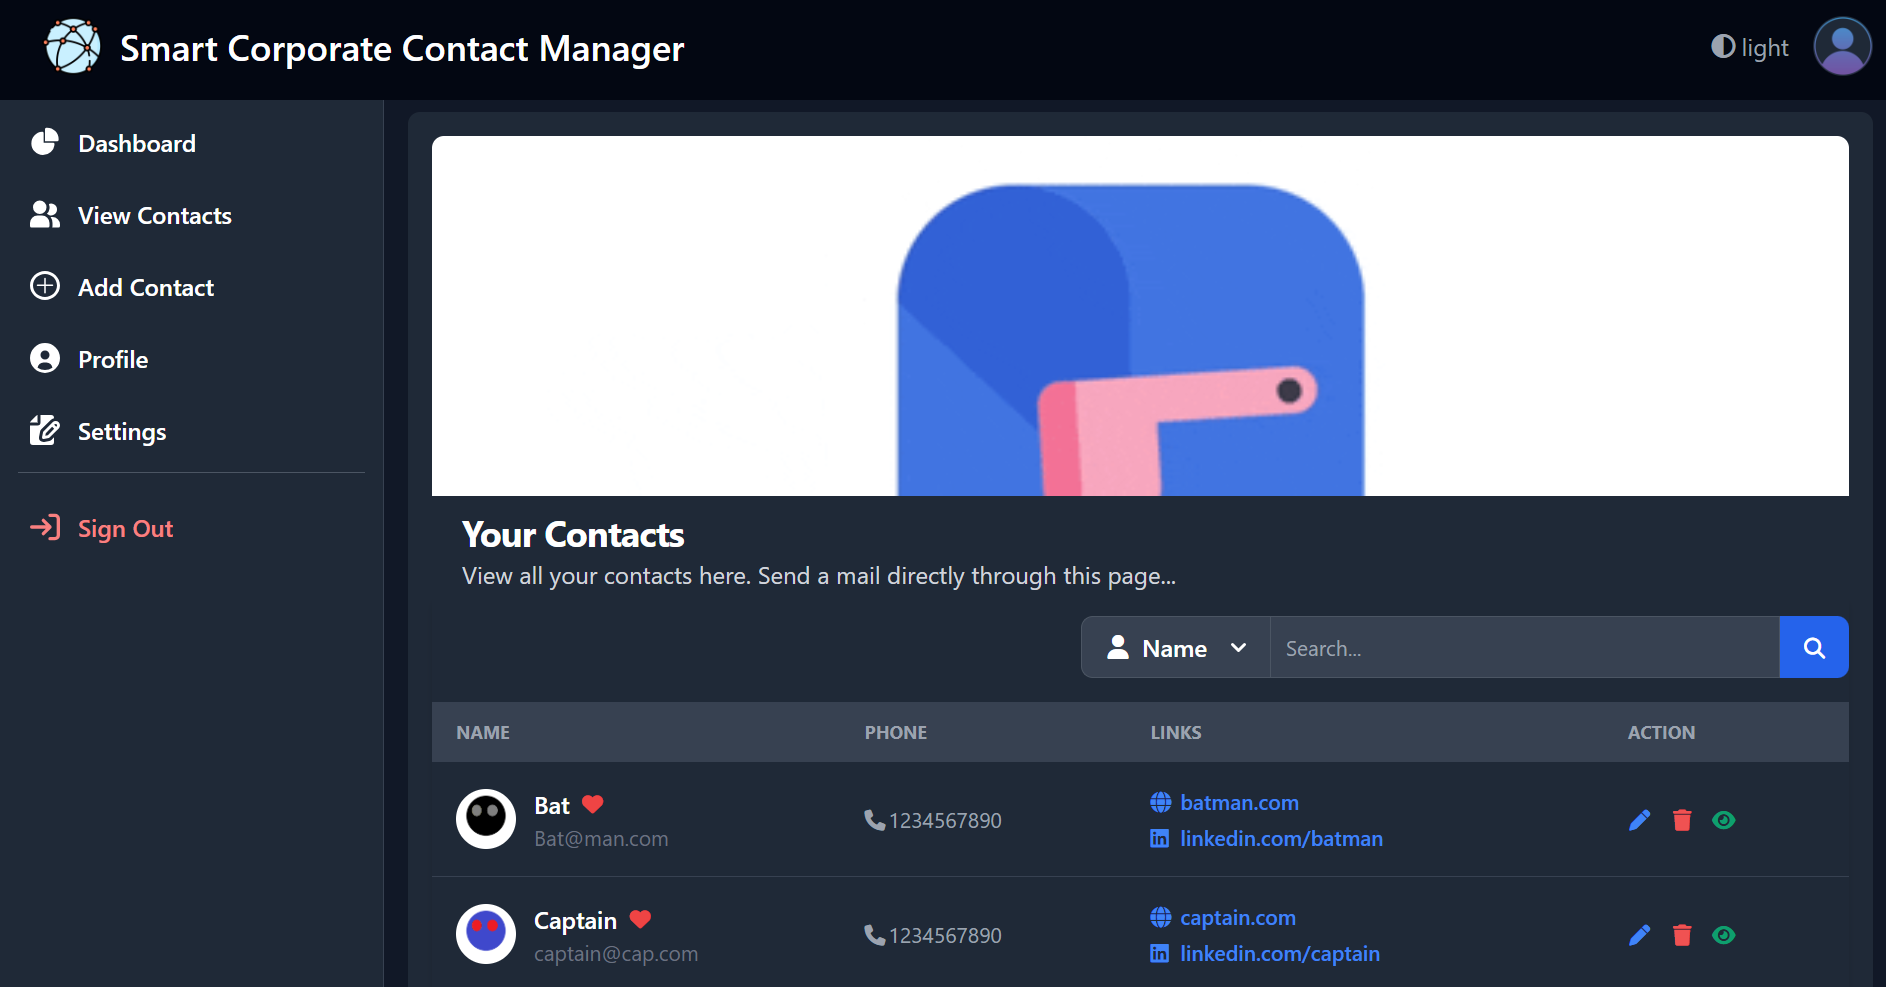 Smart Corporate Contact Manager
light
Dashboard
View Contacts
Add Contact
Profile
Settings
Sign Out
Your Contacts
View all your contacts here. Send a mail directly through this page...
Name
Search...
NAME PHONE LINKS ACTION
Bat
Bat@man.com
1234567890
batman.com
linkedin.com/batman
Captain
captain@cap.com
1234567890
captain.com
linkedin.com/captain